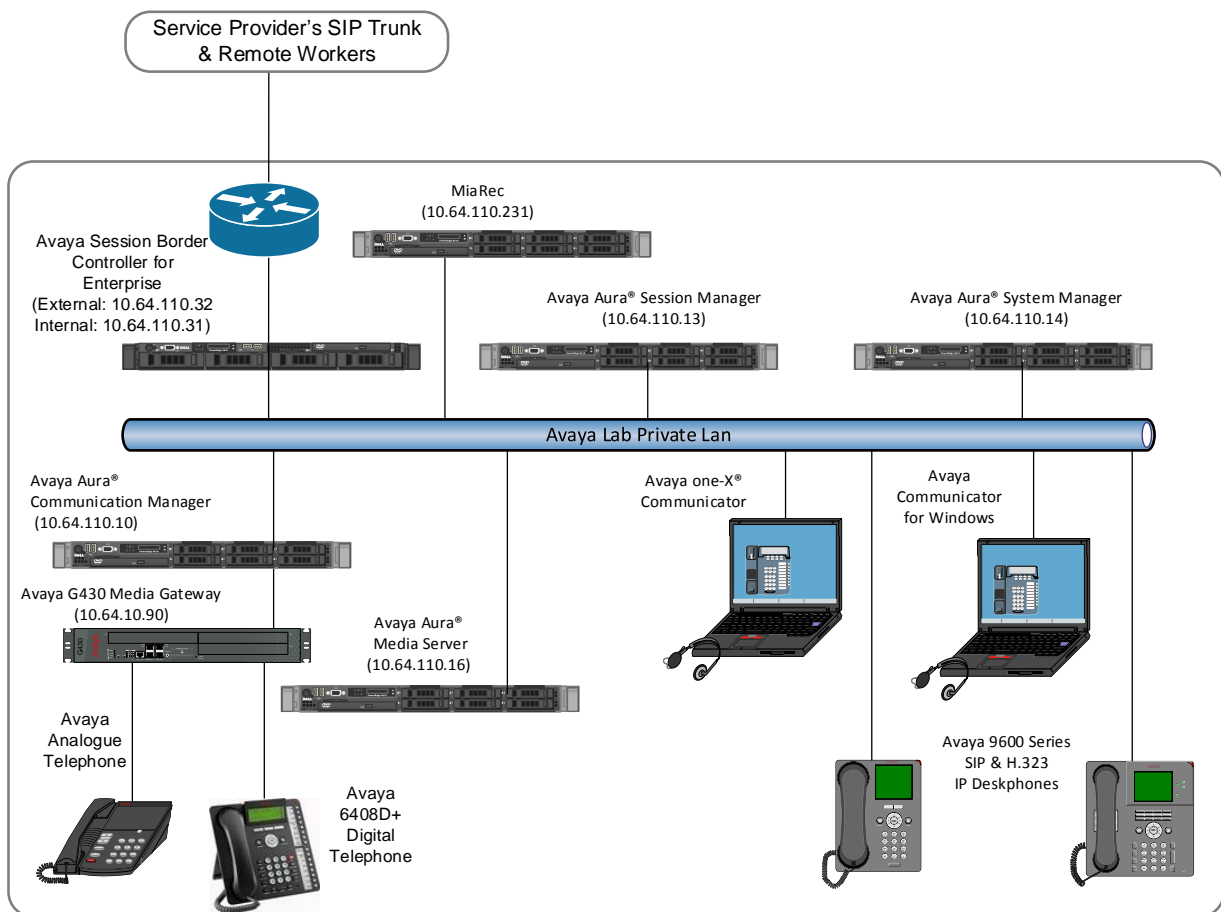 Service Provider's SIP Trunk
& Remote Workers
MiaRec
(10.64.110.231)
Avaya Session Border
Controller for
Enterprise
(External: 10.64.110.32
Internal: 10.64.110.31)
Avaya Aura® Session Manager
(10.64.110.13)
Avaya Aura® System Manager
(10.64.110.14)
Avaya Lab Private Lan
Avaya Aura®
Communication Manager
(10.64.110.10)
Avaya G430 Media Gateway
(10.64.10.90)
G430
Avaya Aura®
Media Server
(10.64.110.16)
Avaya one-X®
Communicator
Avaya
Communicator
for Windows
Avaya
Analogue
Telephone
Avaya
6408D+
Digital
Telephone
Avaya 9600 Series
SIP & H.323
IP Deskphones